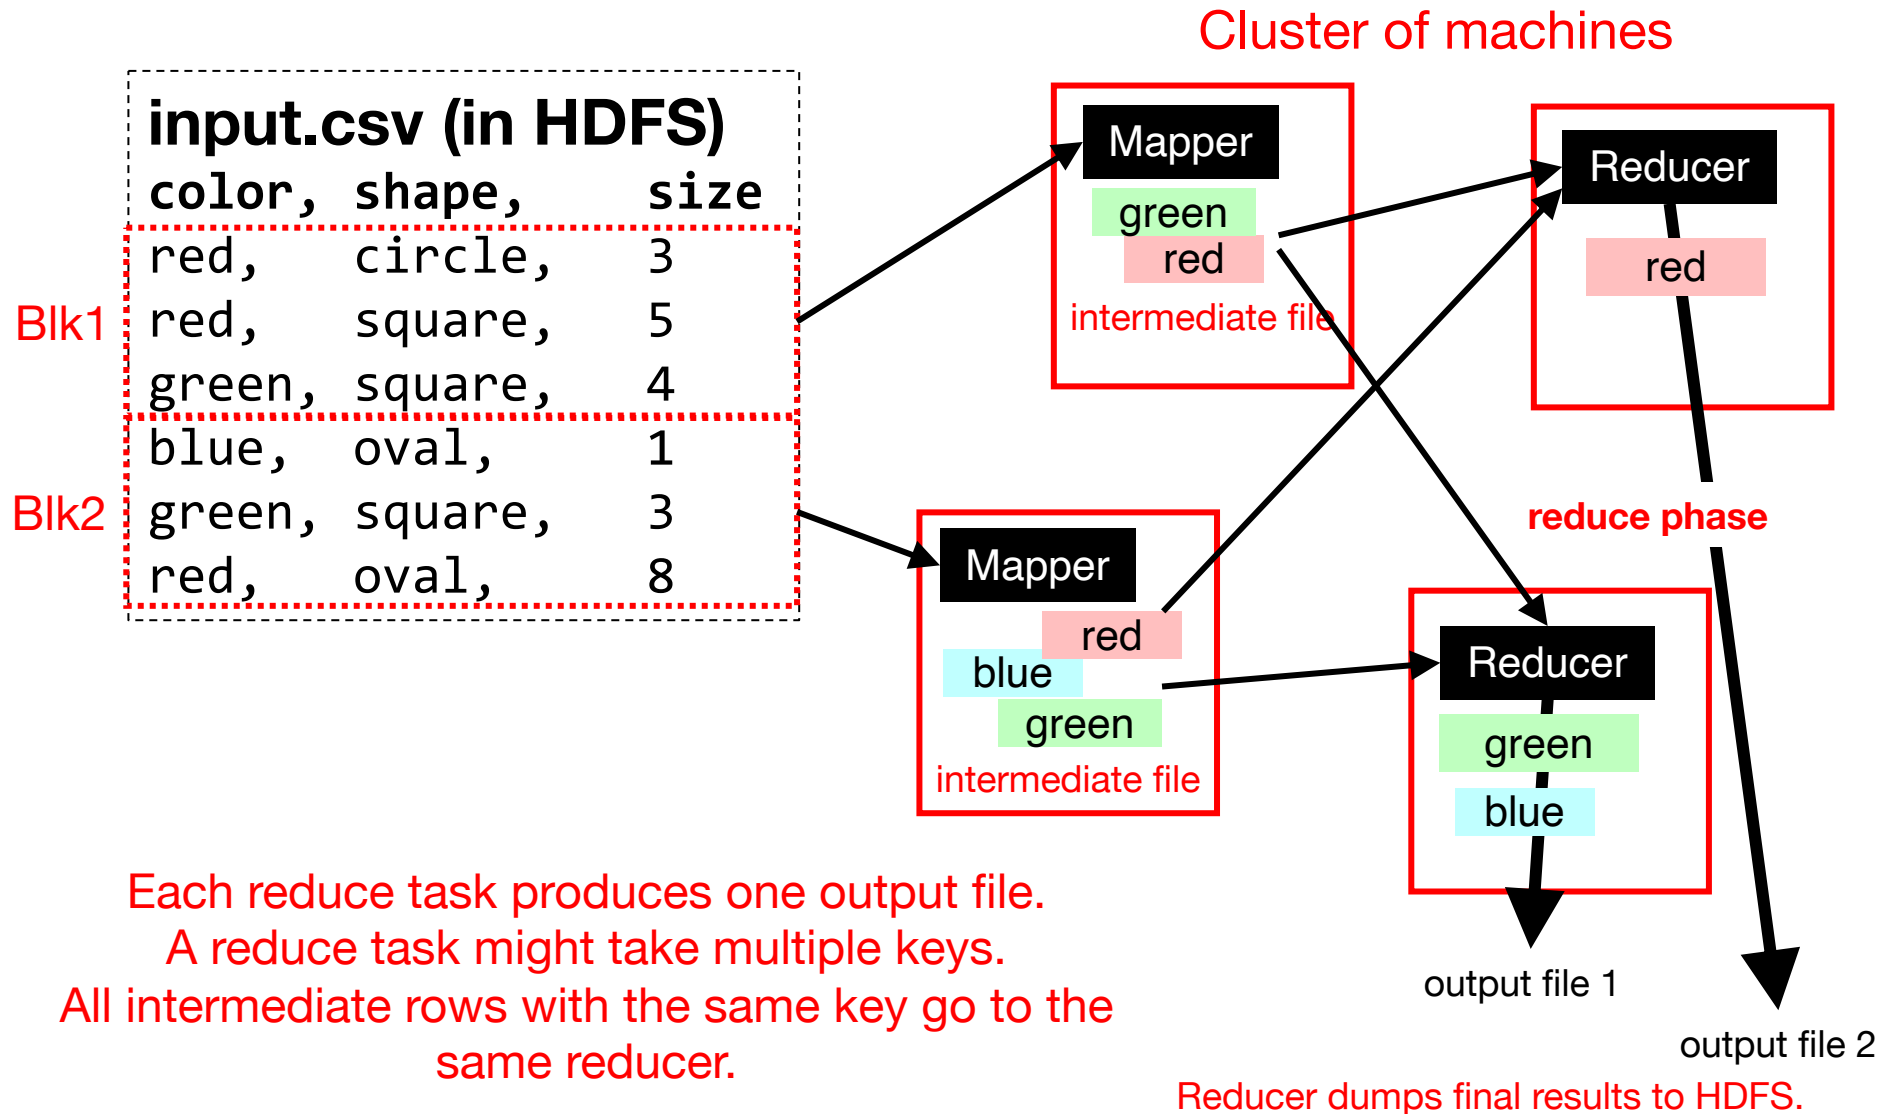 Cluster of machines
input.csv (in HDFS)
color, shape, size
Blk1
red, circle, 3
red, square, 5
green, square, 4
Blk2
blue, oval, 1
green, square, 3
red, oval, 8
Mapper
green
red
intermediate file
Reducer
red
Mapper
red
blue
green
intermediate file
reduce phase
Reducer
green
blue
output file 1
output file 2
Each reduce task produces one output file.
A reduce task might take multiple keys.
All intermediate rows with the same key go to the
same reducer.
Reducer dumps final results to HDFS.